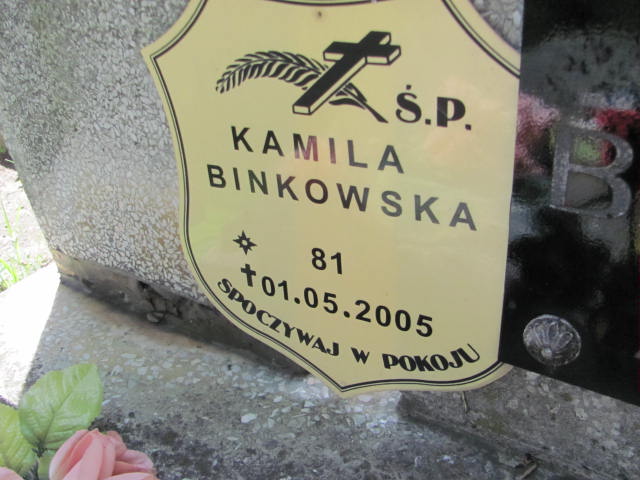 Ś.P.
KAMILA
BINKOWSKA
81
01.05.2005
SPOCZYWAJ W POKOJU
B